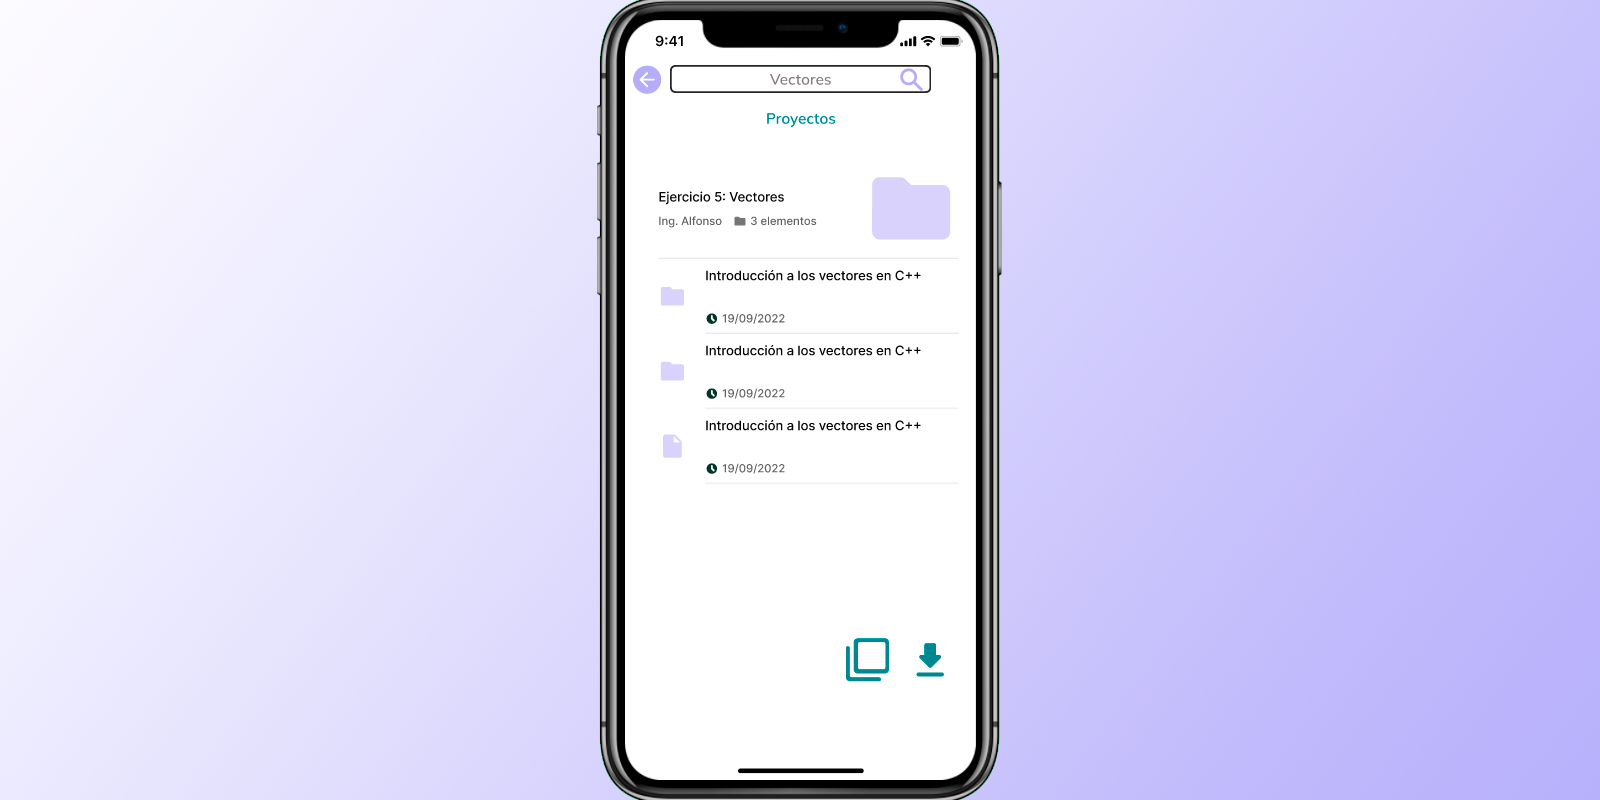 9:41
Vectores
Proyectos
Ejercicio 5: Vectores
Ing. Alfonso 3 elementos
Introducción a los vectores en C++
19/09/2022
Introducción a los vectores en C++
19/09/2022
Introducción a los vectores en C++
19/09/2022